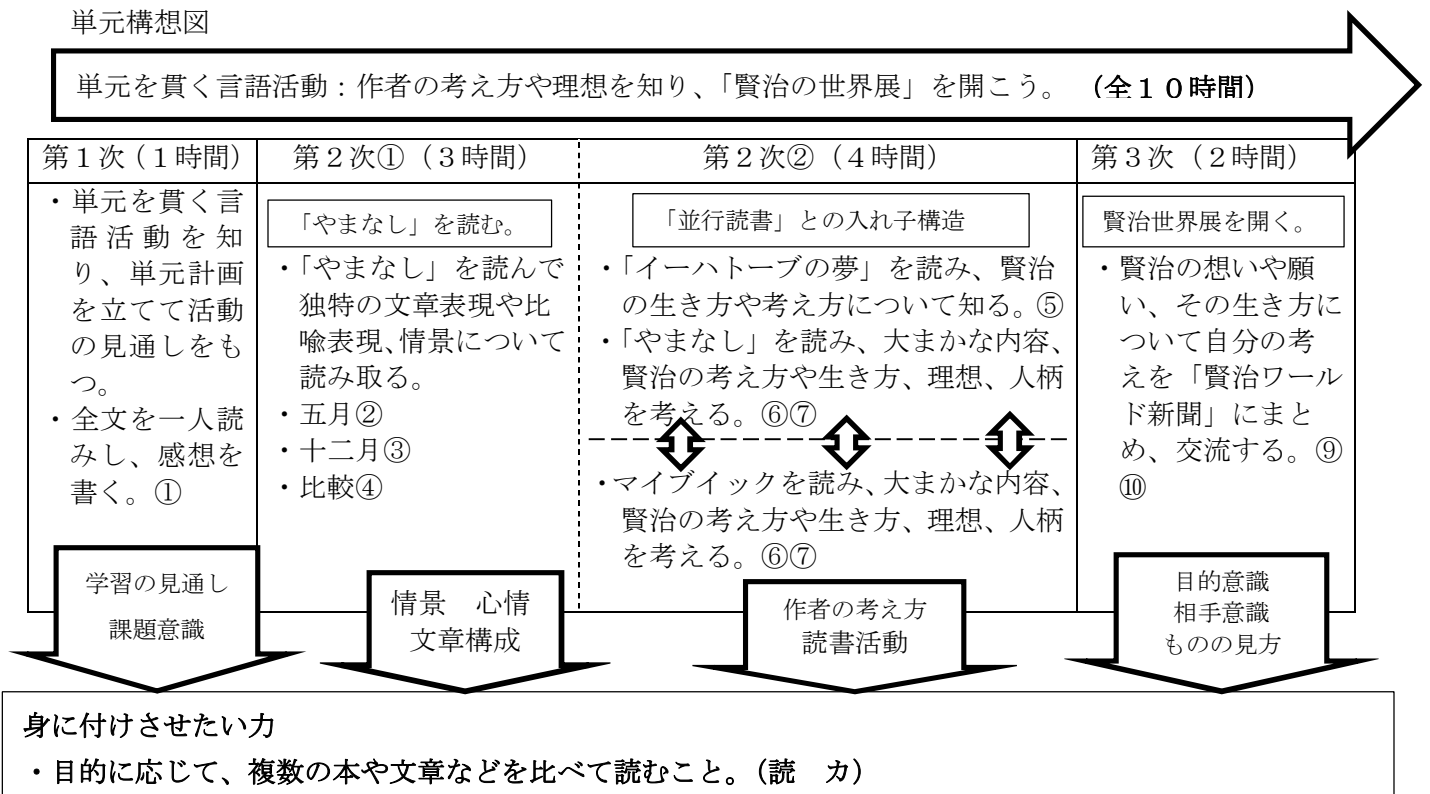 単元構想図
単元を貫く言語活動：作者の考え方や理想を知り、「賢治の世界展」を開こう。（全１０時間）
第１次（１時間）
・単元を貫く言
語活動を知
り、単元計画
を立てて活動
の見通しをも
つ。
・全文を一人読
みし、感想を
書く。①
第２次①（３時間）
「やまなし」を読む。
・「やまなし」を読んで
独特の文章表現や比
喩表現、情景について
読み取る。
・五月②
・十二月③
・比較④
第２次②（４時間）
「並行読書」との入れ子構造
・「イーハトーブの夢」を読み、賢治
の生き方や考え方について知る。⑤
・「やまなし」を読み、大まかな内容、
賢治の考え方や生き方、理想、人柄
を考える。⑥⑦
・マイブイックを読み、大まかな内容、
賢治の考え方や生き方、理想、人柄
を考える。⑥⑦
第３次（２時間）
賢治世界展を開く。
・賢治の想いや願
い、その生き方に
ついて自分の考
えを「賢治ワール
ド新聞」にまと
め、交流する。⑨
⑩
学習の見通し
課題意識
情景　心情
文章構成
作者の考え方
読書活動
目的意識
相手意識
ものの見方
身に付けさせたい力
・目的に応じて、複数の本や文章などを比べて読むこと。（読　カ）